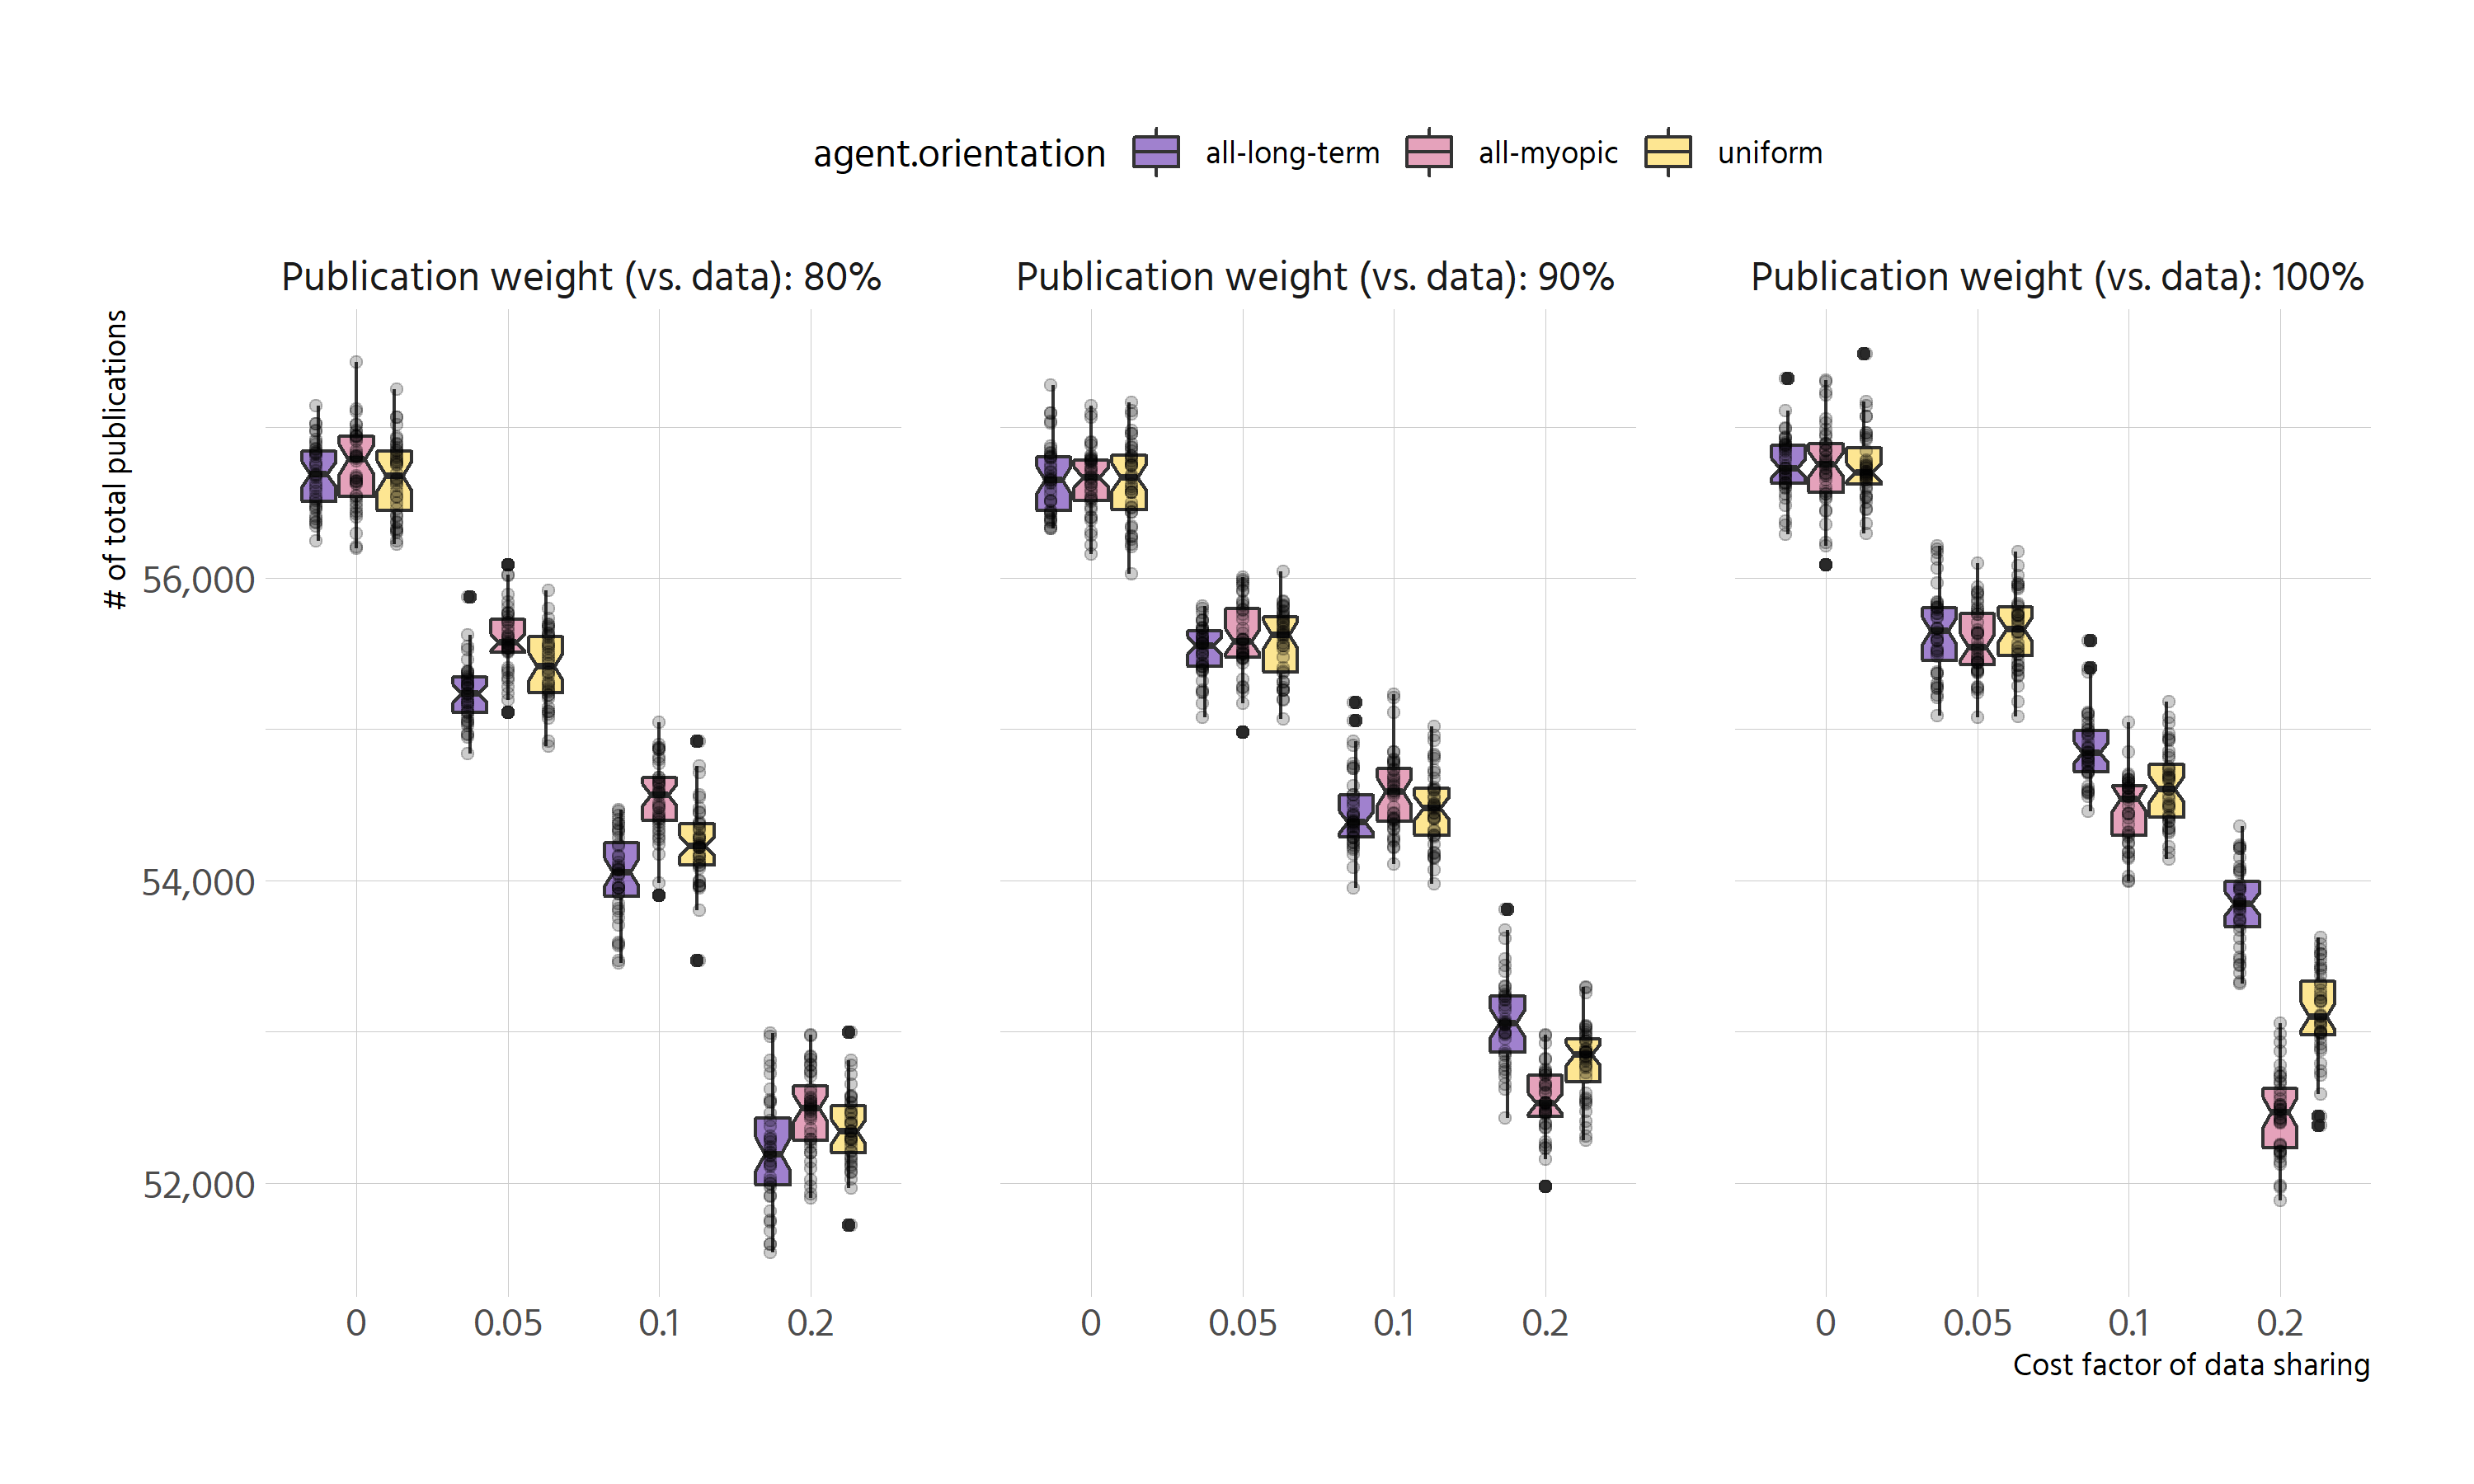 agent.orientation all-long-term all-myopic uniform
Publication weight (vs. data): 80% Publication weight (vs. data): 90% Publication weight (vs. data): 100%
# of total publications
56,000
54,000
52,000
0 0.05 0.1 0.2 0 0.05 0.1 0.2 0 0.05 0.1 0.2
Cost factor of data sharing